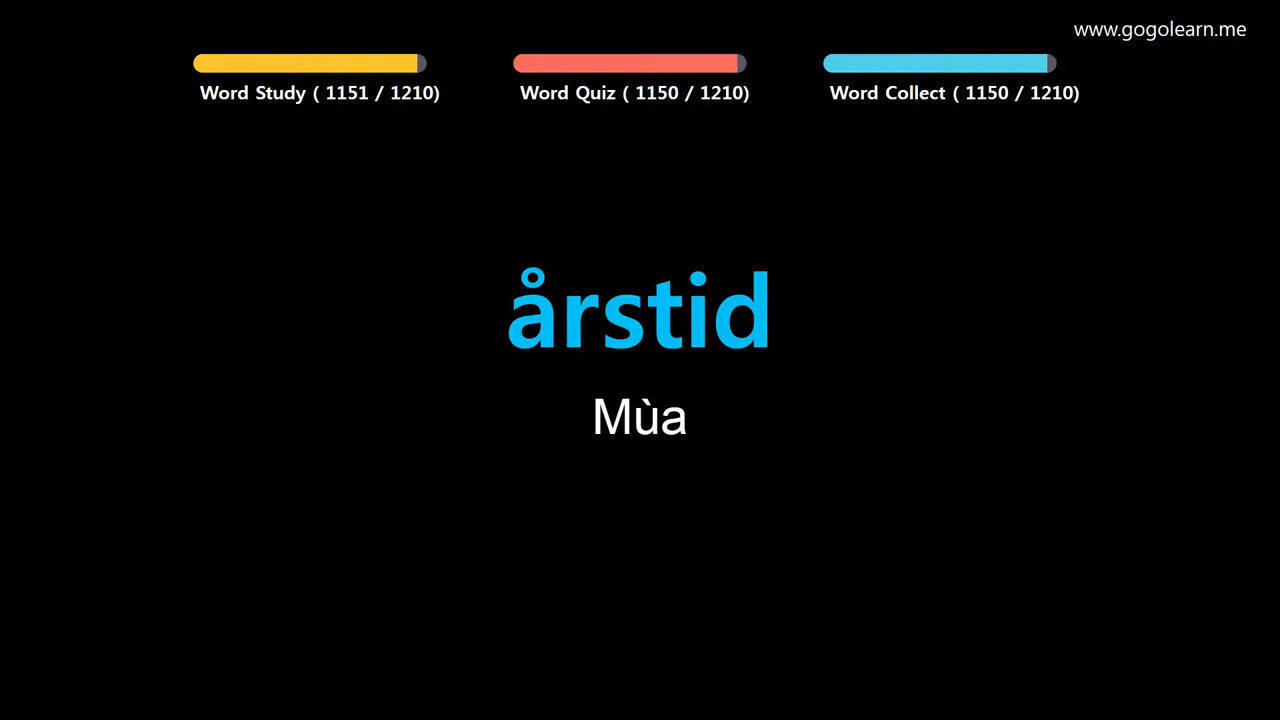 www.gogolearn.me
Word Study ( 1151 / 1210)
Word Quiz ( 1150 / 1210)
Word Collect ( 1150 / 1210)
årstid
Mùa